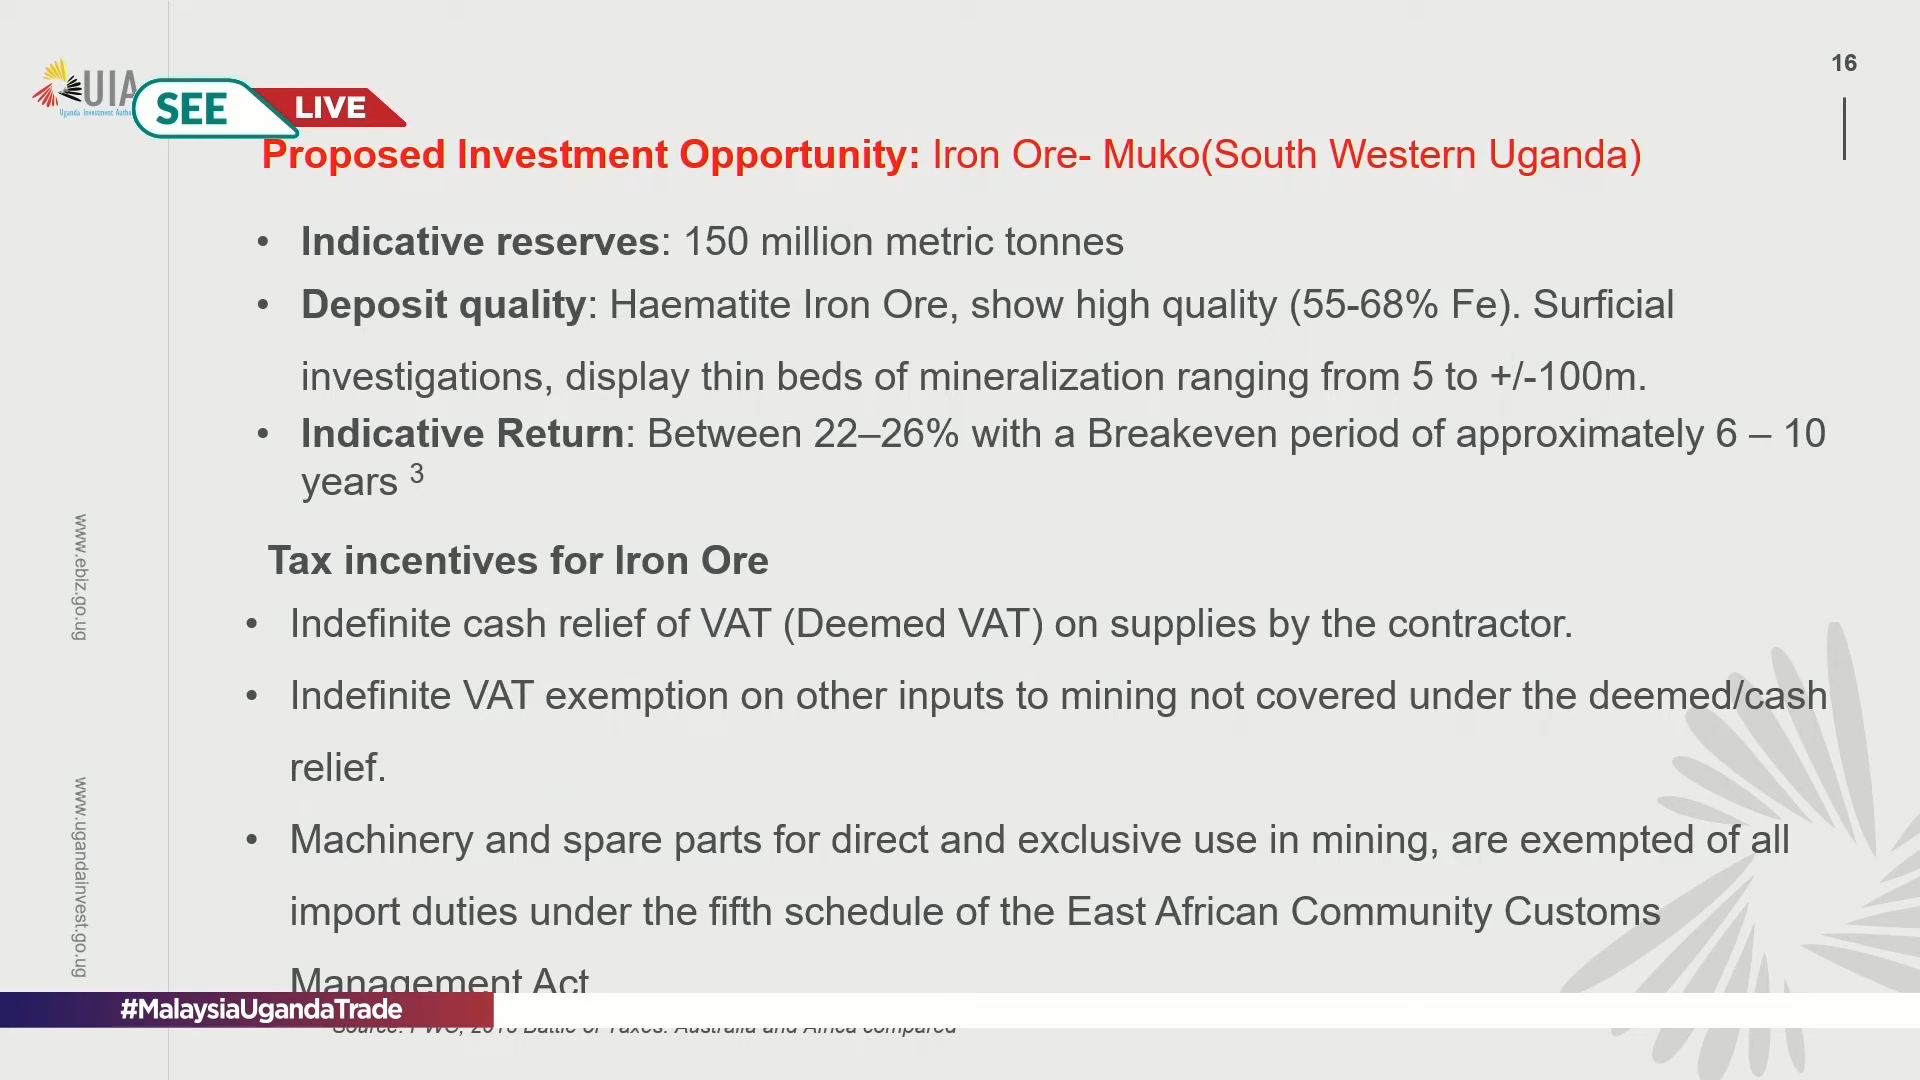 16
UIA
Uganda Investment
SEE
LIVE
Proposed Investment Opportunity: Iron Ore- Muko(South Western Uganda)
• Indicative reserves: 150 million metric tonnes
• Deposit quality: Haematite Iron Ore, show high quality (55-68% Fe). Surficial
investigations, display thin beds of mineralization ranging from 5 to +/-100m.
• Indicative Return: Between 22–26% with a Breakeven period of approximately 6 – 10
years 3
Tax incentives for Iron Ore
• Indefinite cash relief of VAT (Deemed VAT) on supplies by the contractor.
• Indefinite VAT exemption on other inputs to mining not covered under the deemed/cash
relief.
• Machinery and spare parts for direct and exclusive use in mining, are exempted of all
import duties under the fifth schedule of the East African Community Customs
Management Act
www.ebiz.go.ug
www.ugandainvest.go.ug
#MalaysiaUgandaTrade
Battle of Taxes: Australia and Africa compared